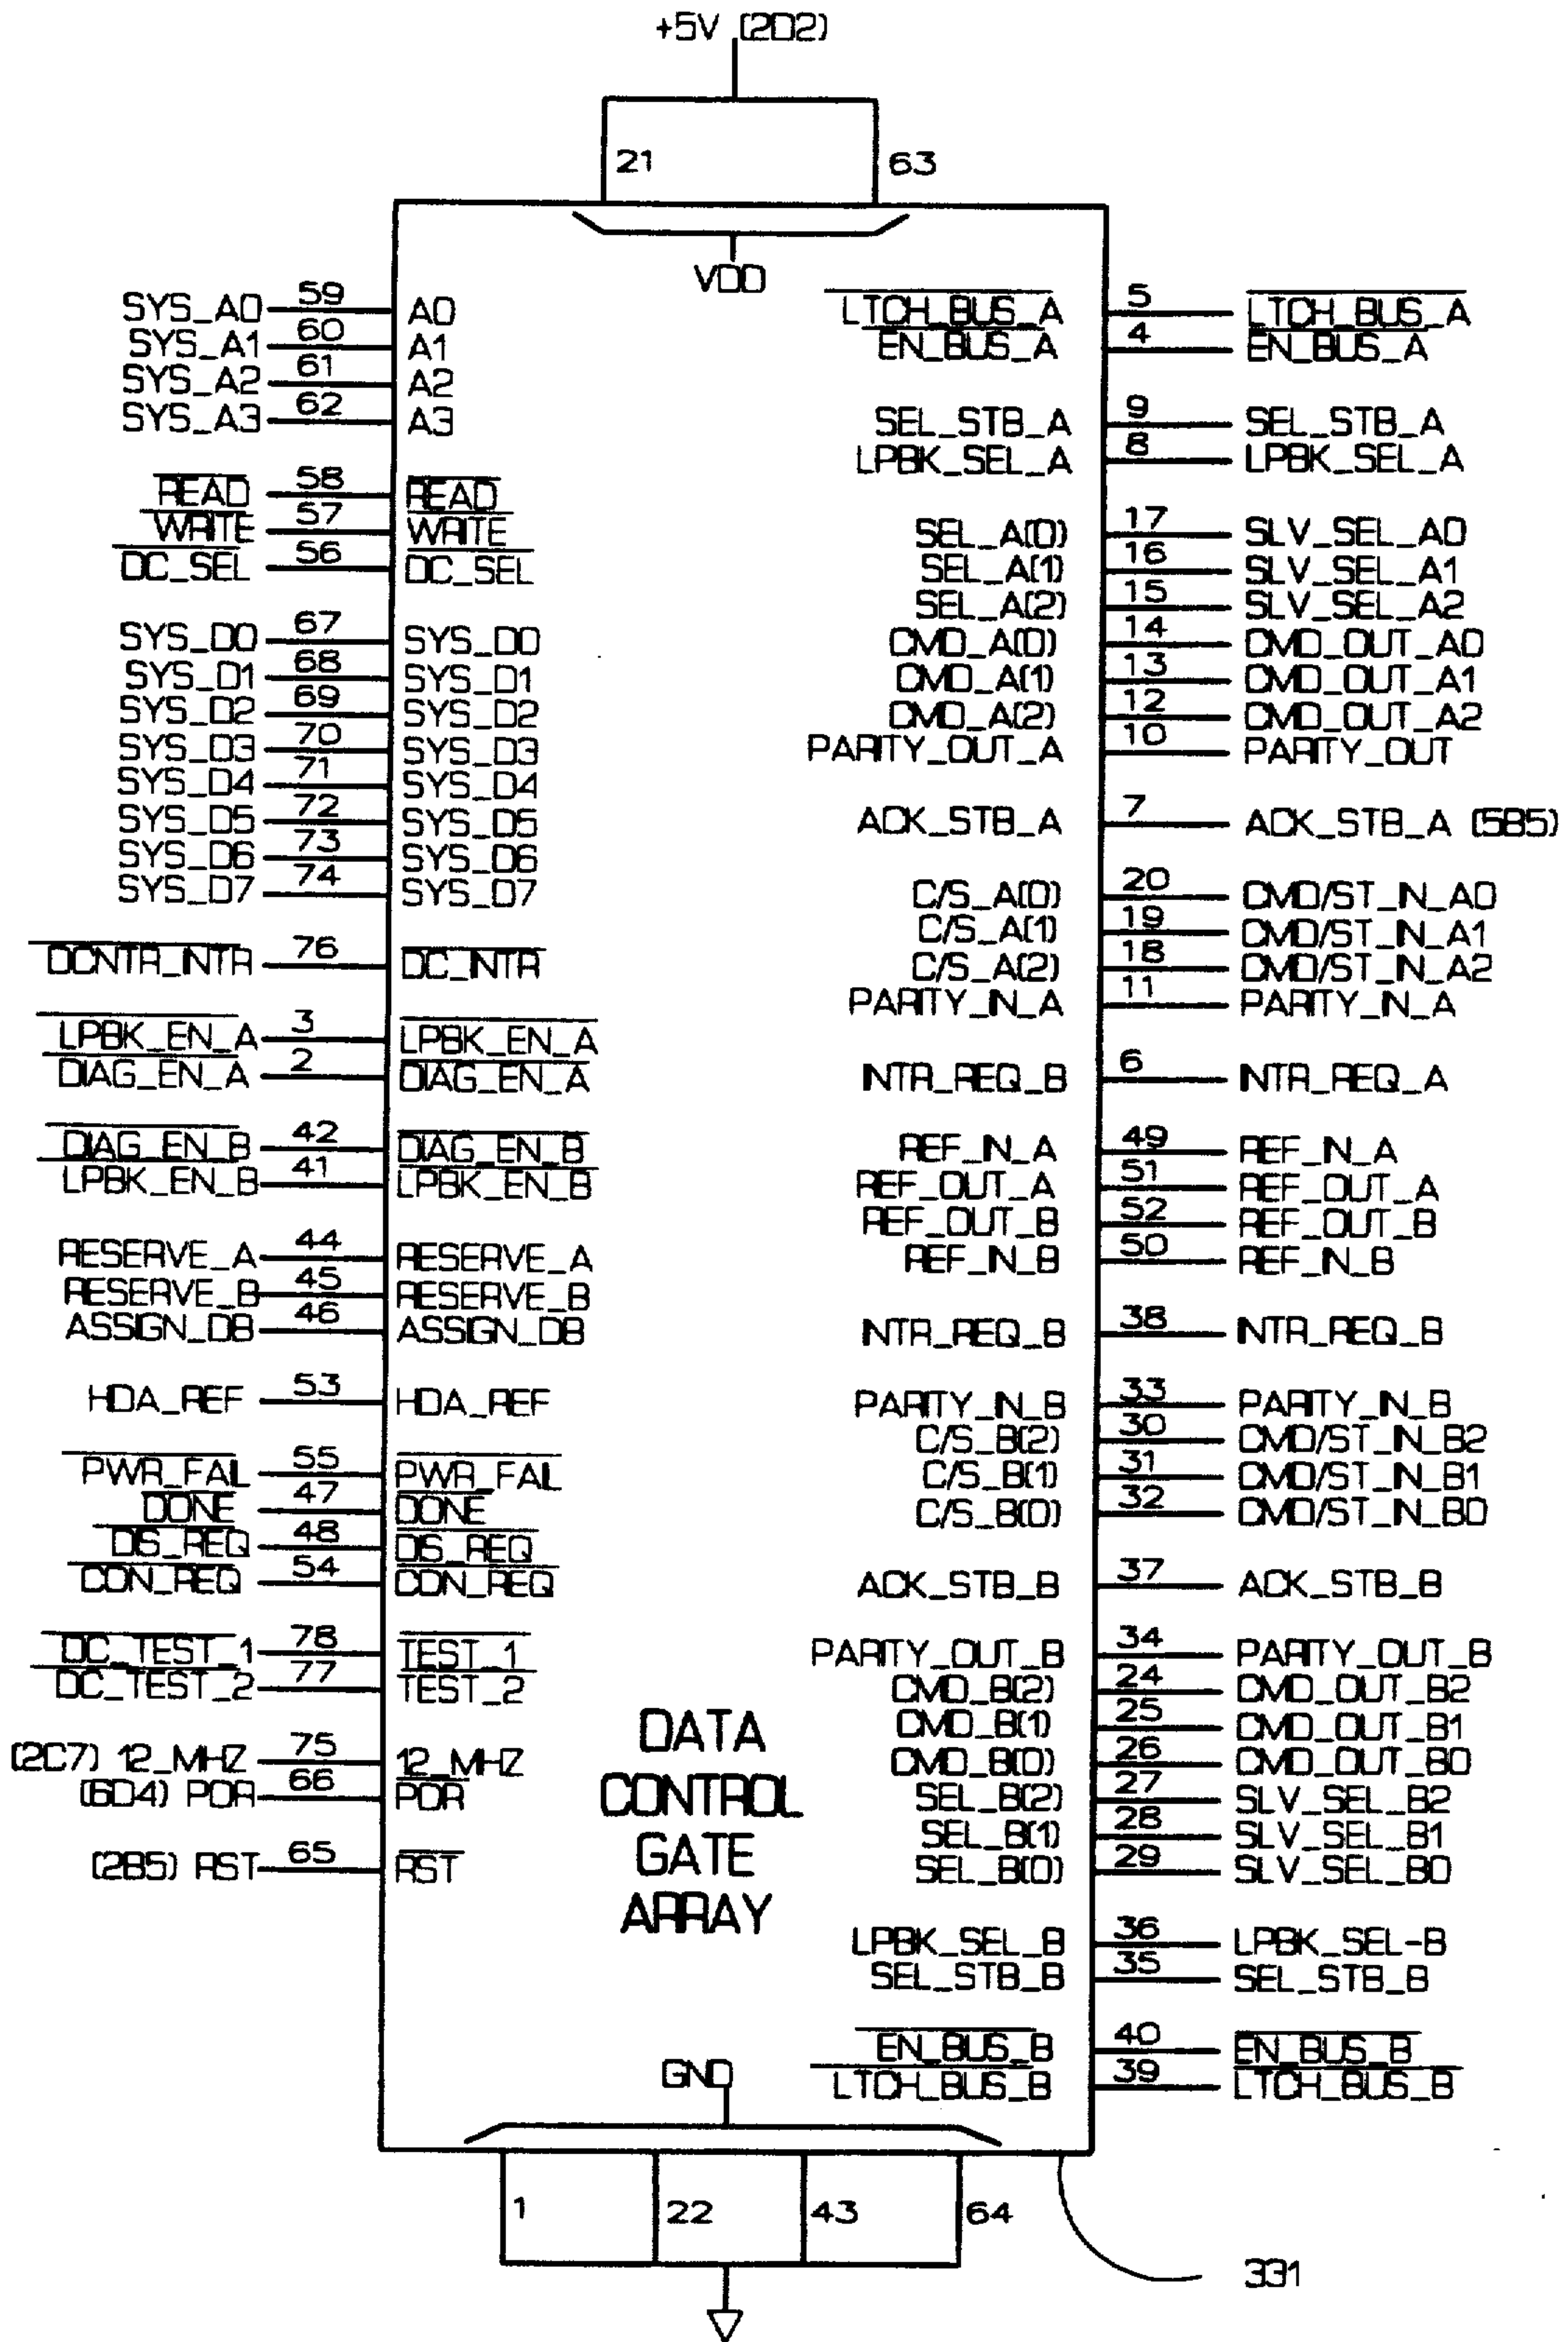 +5V (2D2)
21 63
VDD
SYS_A0 59 A0
SYS_A1 60 A1
SYS_A2 61 A2
SYS_A3 62 A3
READ 58 READ
WRITE 57 WRITE
DC_SEL 56 DC_SEL
SYS_D0 67 SYS_D0
SYS_D1 68 SYS_D1
SYS_D2 69 SYS_D2
SYS_D3 70 SYS_D3
SYS_D4 71 SYS_D4
SYS_D5 72 SYS_D5
SYS_D6 73 SYS_D6
SYS_D7 74 SYS_D7
DCNTR_INTR 76 DC_INTR
LPBK_EN_A 3 LPBK_EN_A
DIAG_EN_A 2 DIAG_EN_A
DIAG_EN_B 42 DIAG_EN_B
LPBK_EN_B 41 LPBK_EN_B
RESERVE_A 44 RESERVE_A
RESERVE_B 45 RESERVE_B
ASSIGN_DB 46 ASSIGN_DB
HDA_REF 53 HDA_REF
PWR_FAIL 55 PWR_FAIL
DONE 47 DONE
DIS_REQ 48 DIS_REQ
CON_REQ 54 CON_REQ
DC_TEST_1 78 TEST_1
DC_TEST_2 77 TEST_2
(2C7) 12_MHZ 75 12_MHZ
(6D4) POR 66 POR
(2B5) RST 65 RST
LTCH_BUS_A 5 LTCH_BUS_A
EN_BUS_A 4 EN_BUS_A
SEL_STB_A 9 SEL_STB_A
LPBK_SEL_A 8 LPBK_SEL_A
SEL_A(0) 17 SLV_SEL_A0
SEL_A(1) 16 SLV_SEL_A1
SEL_A(2) 15 SLV_SEL_A2
CMD_A(0) 14 CMD_OUT_A0
CMD_A(1) 13 CMD_OUT_A1
CMD_A(2) 12 CMD_OUT_A2
PARITY_OUT_A 10 PARITY_OUT
ACK_STB_A 7 ACK_STB_A (5B5)
C/S_A(0) 20 CMD/ST_IN_A0
C/S_A(1) 19 CMD/ST_IN_A1
C/S_A(2) 18 CMD/ST_IN_A2
PARITY_IN_A 11 PARITY_IN_A
INTR_REQ_B 6 INTR_REQ_A
REF_IN_A 49 REF_IN_A
REF_OUT_A 51 REF_OUT_A
REF_OUT_B 52 REF_OUT_B
REF_IN_B 50 REF_IN_B
INTR_REQ_B 38 INTR_REQ_B
PARITY_IN_B 33 PARITY_IN_B
C/S_B(2) 30 CMD/ST_IN_B2
C/S_B(1) 31 CMD/ST_IN_B1
C/S_B(0) 32 CMD/ST_IN_B0
ACK_STB_B 37 ACK_STB_B
PARITY_OUT_B 34 PARITY_OUT_B
CMD_B(2) 24 CMD_OUT_B2
CMD_B(1) 25 CMD_OUT_B1
CMD_B(0) 26 CMD_OUT_B0
SEL_B(2) 27 SLV_SEL_B2
SEL_B(1) 28 SLV_SEL_B1
SEL_B(0) 29 SLV_SEL_B0
LPBK_SEL_B 36 LPBK_SEL-B
SEL_STB_B 35 SEL_STB_B
EN_BUS_B 40 EN_BUS_B
LTCH_BUS_B 39 LTCH_BUS_B
DATA
CONTROL
GATE
ARRAY
GND
1 22 43 64
331